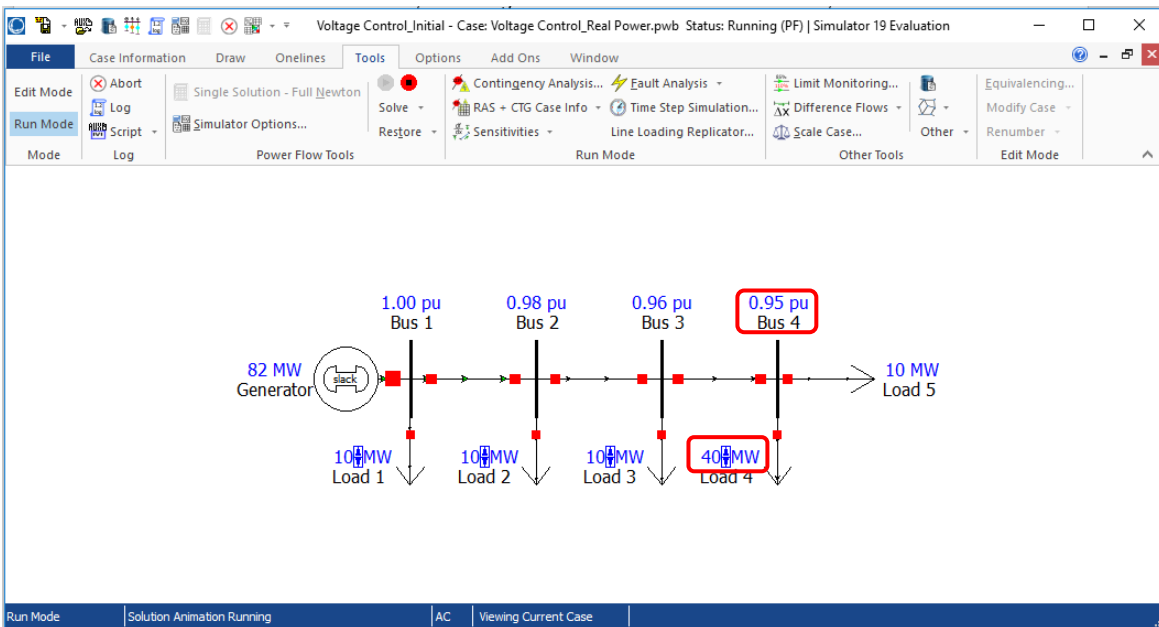 Voltage Control_Initial - Case: Voltage Control_Real Power.pwb Status: Running (PF) | Simulator 19 Evaluation
File Case Information Draw Onelines Tools Options Add Ons Window
Edit Mode
Run Mode
Mode
Abort
Log
Script
Log
Single Solution - Full Newton
Simulator Options...
Power Flow Tools
Solve
Restore
Contingency Analysis... Fault Analysis
RAS + CTG Case Info Time Step Simulation...
Sensitivities Line Loading Replicator...
Run Mode
Limit Monitoring...
Difference Flows
Scale Case...
Other
Other Tools
Equivalencing...
Modify Case
Renumber
Edit Mode
1.00 pu 0.98 pu 0.96 pu 0.95 pu
Bus 1 Bus 2 Bus 3 Bus 4
82 MW
Generator
slack
10 MW
Load 5
10 MW 10 MW 10 MW 40 MW
Load 1 Load 2 Load 3 Load 4
Run Mode Solution Animation Running AC Viewing Current Case